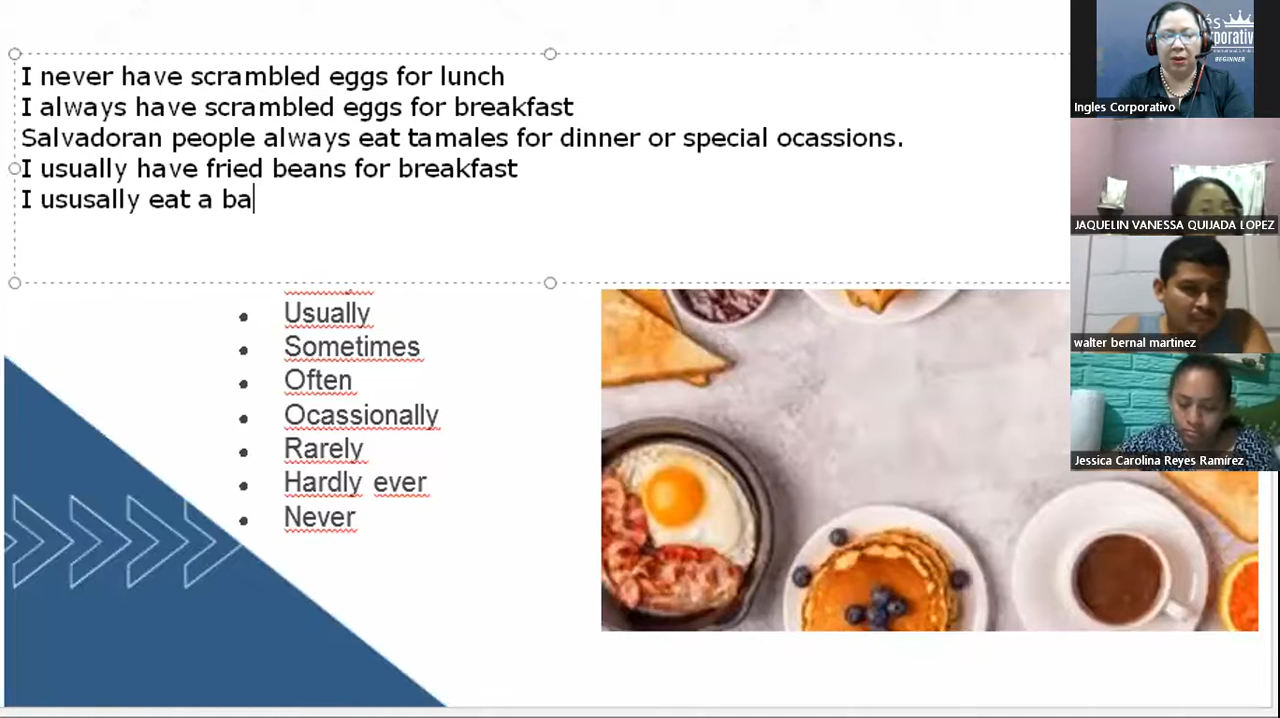 I never have scrambled eggs for lunch
I always have scrambled eggs for breakfast
Salvadoran people always eat tamales for dinner or special ocassions.
I usually have fried beans for breakfast
I ususally eat a ba
Usually
Sometimes
Often
Ocassionally
Rarely
Hardly ever
Never
BEGINNER
Ingles Corporativo
JAQUELIN VANESSA QUIJADA LOPEZ
walter bernal martinez
Jessica Carolina Reyes Ramírez